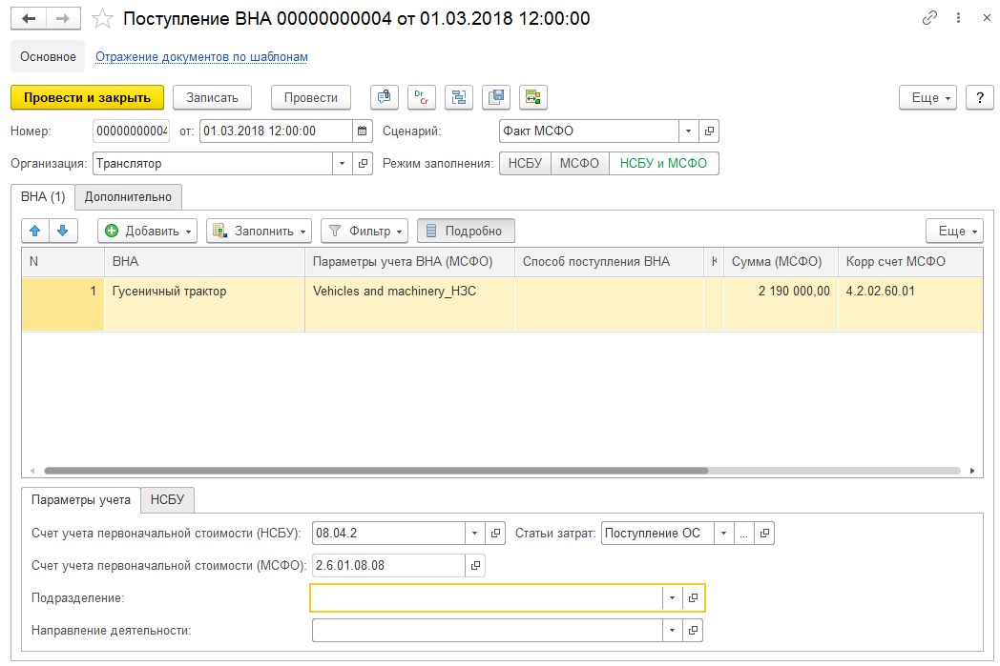 Поступление ВНА 00000000004 от 01.03.2018 12:00:00
Основное Отражение документов по шаблонам
Провести и закрыть Записать Провести Dr Cr Еще ?
Номер: 00000000004 от: 01.03.2018 12:00:00 Сценарий: Факт МСФО
Организация: Транслятор Режим заполнения: НСБУ МСФО НСБУ и МСФО
ВНА (1) Дополнительно
Добавить Заполнить Фильтр Подробно Еще
N ВНА Параметры учета ВНА (МСФО) Способ поступления ВНА Сумма (МСФО) Корр счет МСФО
1 Гусеничный трактор Vehicles and machinery_НЗС 2 190 000,00 4.2.02.60.01
Параметры учета НСБУ
Счет учета первоначальной стоимости (НСБУ): 08.04.2 Статьи затрат: Поступление ОС ...
Счет учета первоначальной стоимости (МСФО): 2.6.01.08.08
Подразделение:
Направление деятельности: